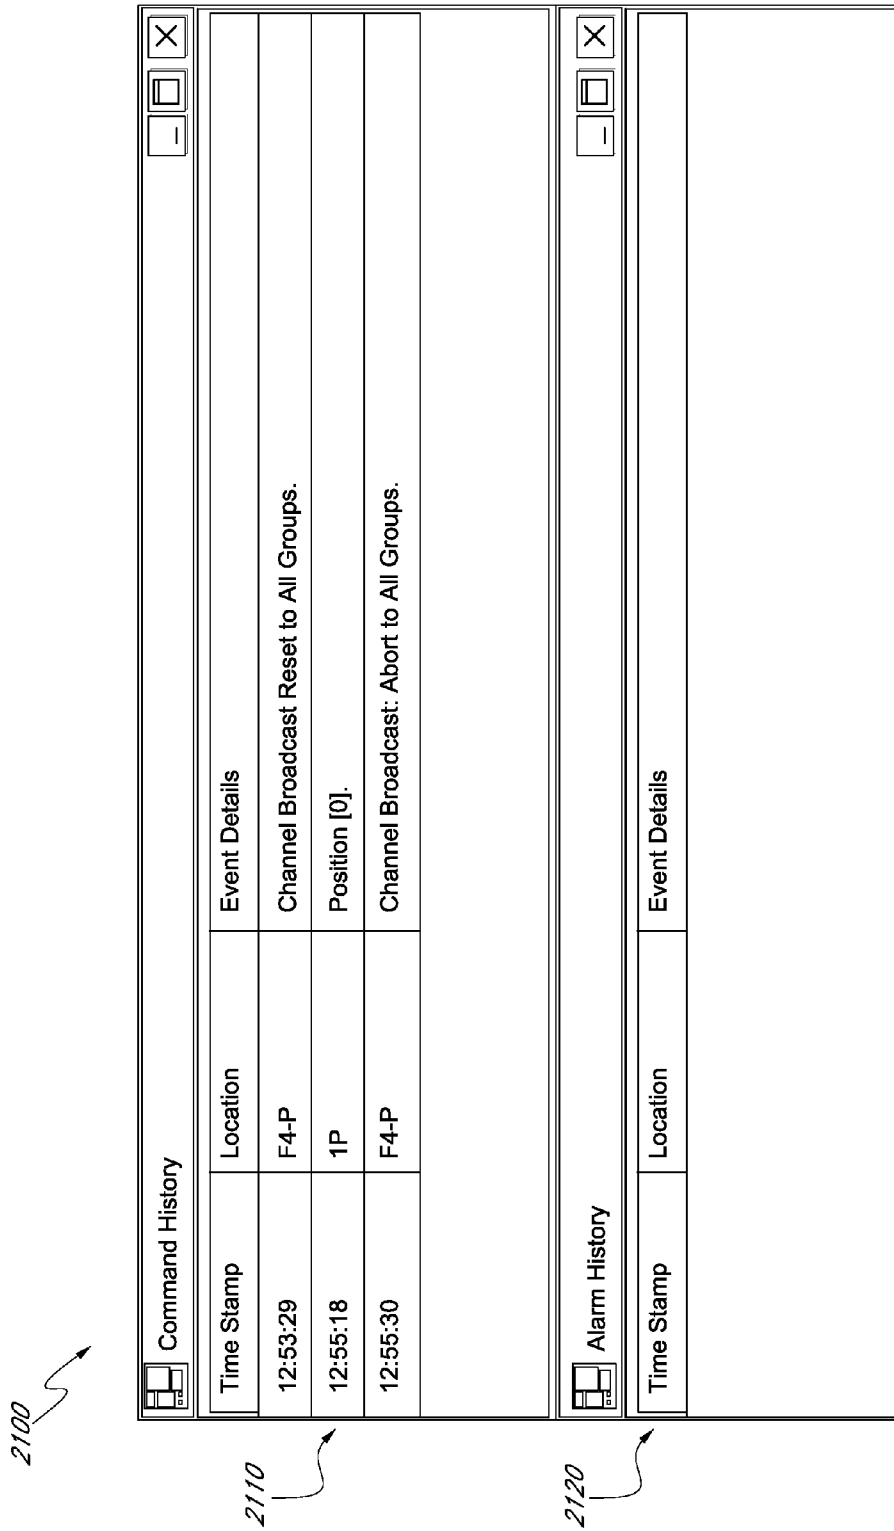 2100
Command History
Time Stamp Location Event Details
12:53:29 F4-P Channel Broadcast Reset to All Groups.
12:55:18 1P Position [0].
12:55:30 F4-P Channel Broadcast: Abort to All Groups.
2110
Alarm History
Time Stamp Location Event Details
2120